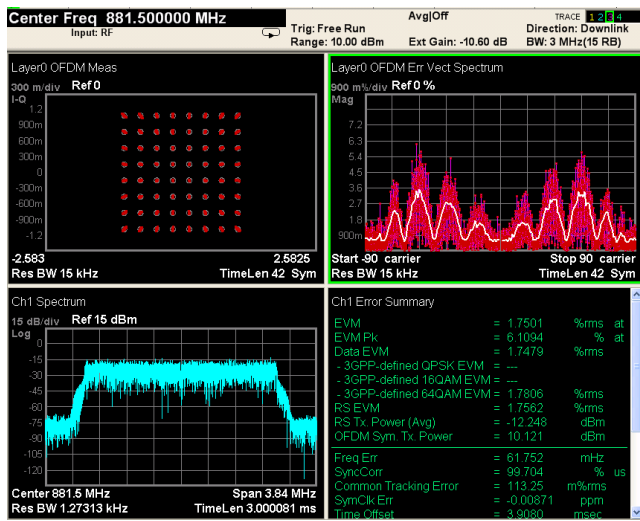 Center Freq 881.500000 MHz
Input: RF
Trig: Free Run
Range: 10.00 dBm
Avg|Off
Ext Gain: -10.60 dB
TRACE 1 2 3 4
Direction: Downlink
BW: 3 MHz(15 RB)
Layer0 OFDM Meas
300 m/div Ref 0
I-Q
1.2
900m
600m
300m
0
-300m
-600m
-900m
-1.2
-2.583 2.5825
Res BW 15 kHz TimeLen 42 Sym
Layer0 OFDM Err Vect Spectrum
900 m%/div Ref 0 %
Mag
7.2
6.3
5.4
4.5
3.6
2.7
1.8
900m
Start -90 carrier Stop 90 carrier
Res BW 15 kHz TimeLen 42 Sym
Ch1 Spectrum
15 dB/div Ref 15 dBm
Log
0
-15
-30
-45
-60
-75
-90
-105
-120
Center 881.5 MHz Span 3.84 MHz
Res BW 1.27313 kHz TimeLen 3.000081 ms
Ch1 Error Summary
EVM = 1.7501 %rms at
EVM Pk = 6.1094 % at
Data EVM = 1.7479 %rms
- 3GPP-defined QPSK EVM = ---
- 3GPP-defined 16QAM EVM = ---
- 3GPP-defined 64QAM EVM = 1.7806 %rms
RS EVM = 1.7562 %rms
RS Tx. Power (Avg) = -12.248 dBm
OFDM Sym. Tx. Power = 10.121 dBm
Freq Err = 61.752 mHz
SyncCorr = 99.704 % us
Common Tracking Error = 113.25 m%rms
SymClk Err = -0.00871 ppm
Time Offset = 3.9080 msec